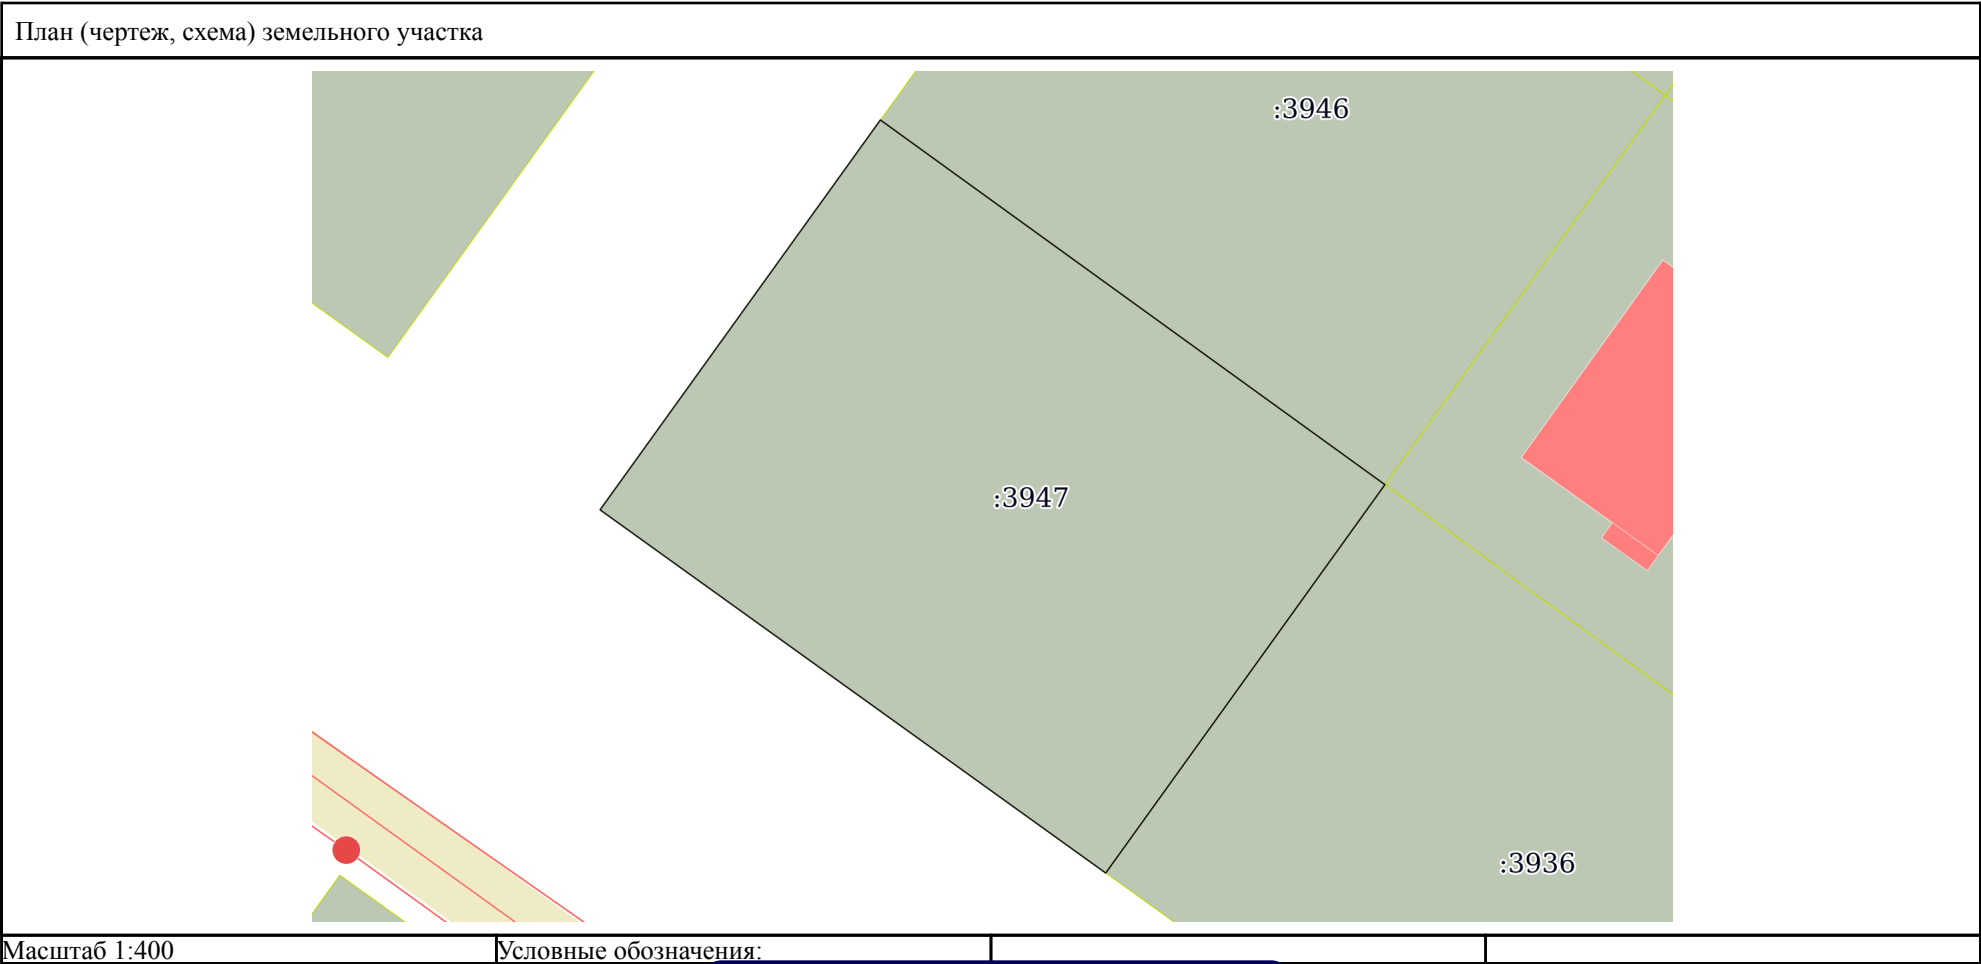 План (чертеж, схема) земельного участка
:3946
:3947
:3936
Масштаб 1:400
Условные обозначения: